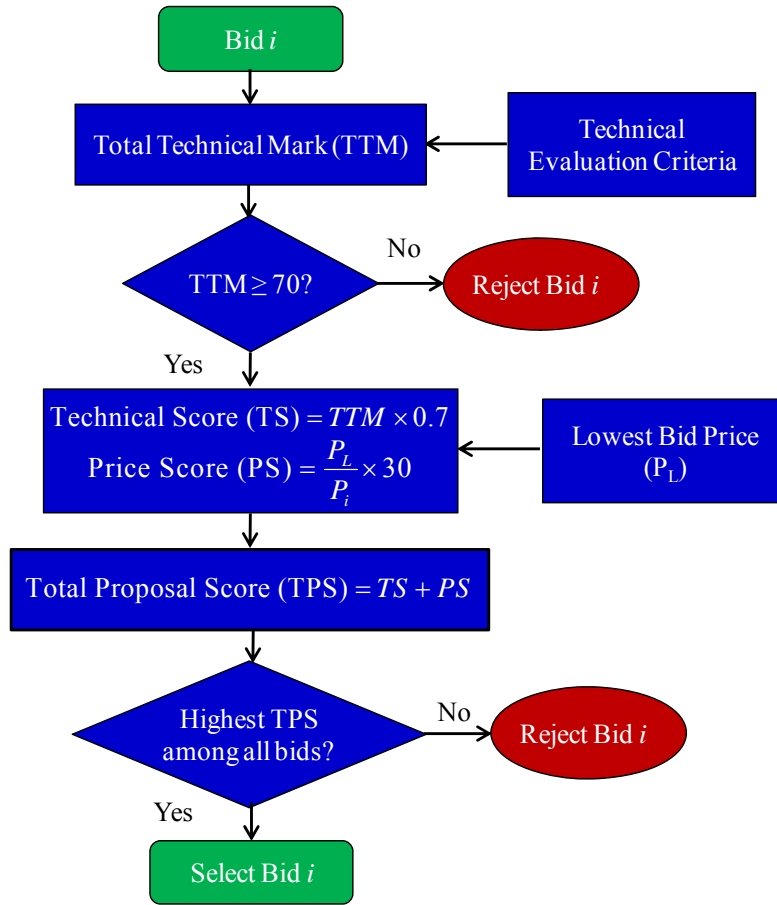 Bid i
Total Technical Mark (TTM)
Technical
Evaluation Criteria
TTM ≥ 70?
No
Reject Bid i
Yes
Technical Score (TS) = TTM × 0.7
Price Score (PS) = P_L / P_i × 30
Lowest Bid Price
(P_L)
Total Proposal Score (TPS) = TS + PS
Highest TPS
among all bids?
No
Reject Bid i
Yes
Select Bid i